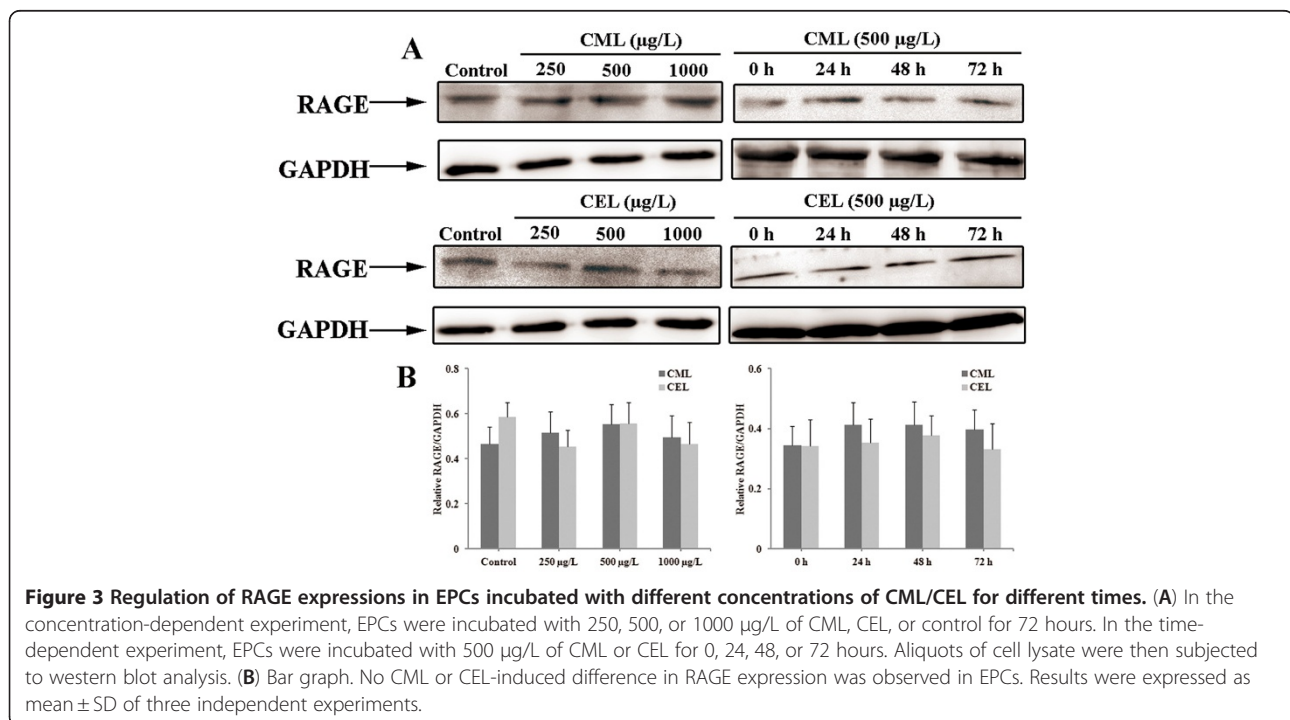 A
CML (µg/L)
CML (500 µg/L)
Control 250 500 1000
0 h 24 h 48 h 72 h
RAGE
GAPDH
CEL (µg/L)
CEL (500 µg/L)
Control 250 500 1000
0 h 24 h 48 h 72 h
RAGE
GAPDH
B
Relative RAGE/GAPDH
0.8
0.6
0.4
0.2
0
CML
CEL
Control 250 µg/L 500 µg/L 1000 µg/L
Relative RAGE/GAPDH
0.6
0.4
0.2
0
CML
CEL
0 h 24 h 48 h 72 h
Figure 3 Regulation of RAGE expressions in EPCs incubated with different concentrations of CML/CEL for different times. (A) In the
concentration-dependent experiment, EPCs were incubated with 250, 500, or 1000 µg/L of CML, CEL, or control for 72 hours. In the time-
dependent experiment, EPCs were incubated with 500 µg/L of CML or CEL for 0, 24, 48, or 72 hours. Aliquots of cell lysate were then subjected
to western blot analysis. (B) Bar graph. No CML or CEL-induced difference in RAGE expression was observed in EPCs. Results were expressed as
mean ± SD of three independent experiments.